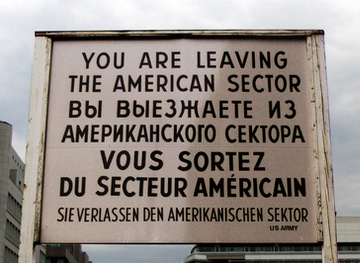 YOU ARE LEAVING
THE AMERICAN SECTOR
ВЫ ВЫЕЗЖАЕТЕ ИЗ
АМЕРИКАНСКОГО СЕКТОРА
VOUS SORTEZ
DU SECTEUR AMÉRICAIN
SIE VERLASSEN DEN AMERIKANISCHEN SEKTOR
US ARMY